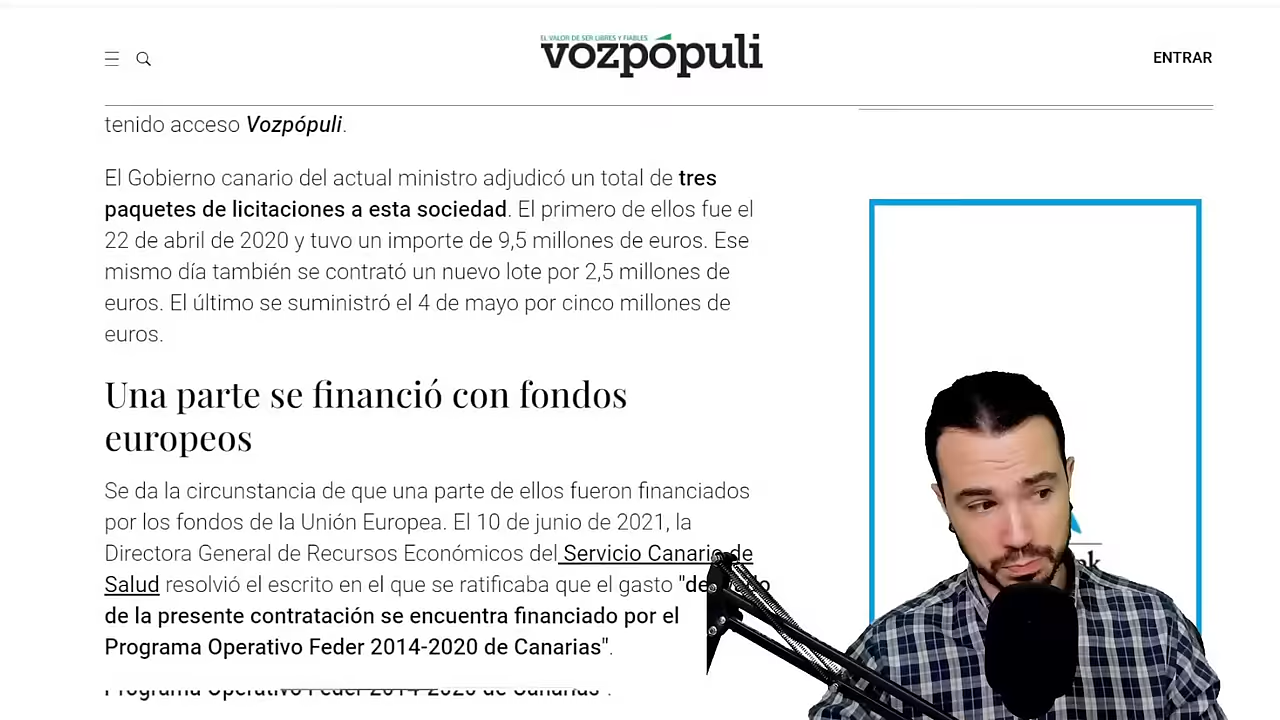 EL VALOR DE SER LIBRES Y FIABLES
vozpópuli
ENTRAR
tenido acceso Vozpópuli.
El Gobierno canario del actual ministro adjudicó un total de tres
paquetes de licitaciones a esta sociedad. El primero de ellos fue el
22 de abril de 2020 y tuvo un importe de 9,5 millones de euros. Ese
mismo día también se contrató un nuevo lote por 2,5 millones de
euros. El último se suministró el 4 de mayo por cinco millones de
euros.
Una parte se financió con fondos
europeos
Se da la circunstancia de que una parte de ellos fueron financiados
por los fondos de la Unión Europea. El 10 de junio de 2021, la
Directora General de Recursos Económicos del Servicio Canario de
Salud resolvió el escrito en el que se ratificaba que el gasto
de la presente contratación se encuentra financiado por el
Programa Operativo Feder 2014-2020 de Canarias".
Programa Operativo Feder 2014-2020 de Canarias".